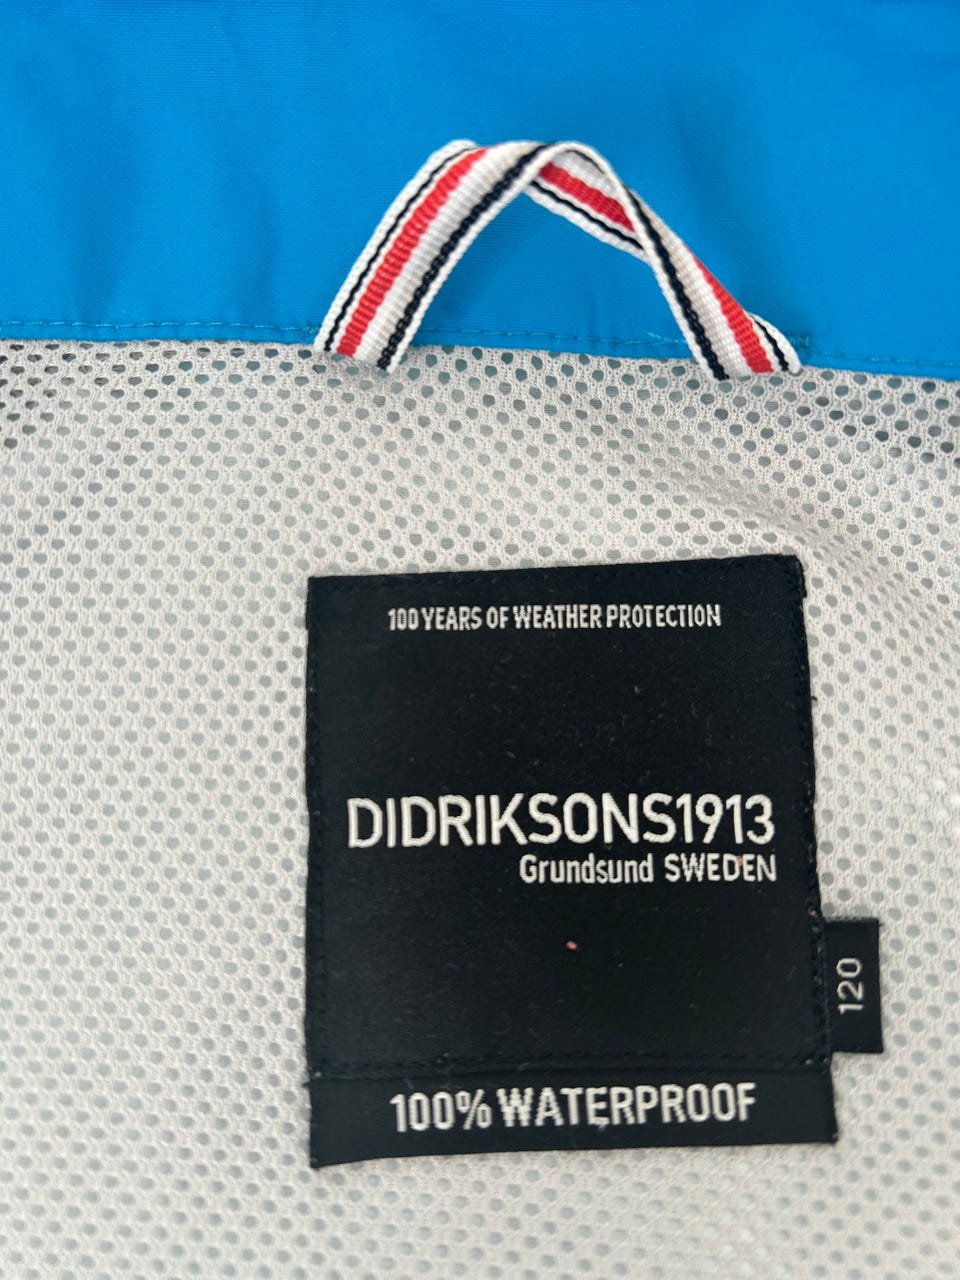 100 YEARS OF WEATHER PROTECTION
DIDRIKSONS1913
Grundsund SWEDEN
120
100% WATERPROOF